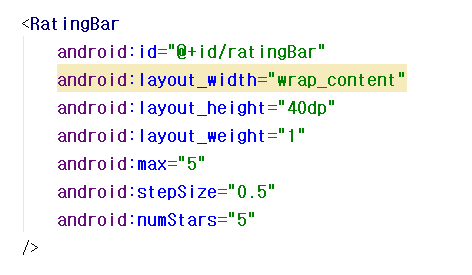 <RatingBar
android:id="@+id/ratingBar"
android:layout_width="wrap_content"
android:layout_height="40dp"
android:layout_weight="1"
android:max="5"
android:stepSize="0.5"
android:numStars="5"
/>